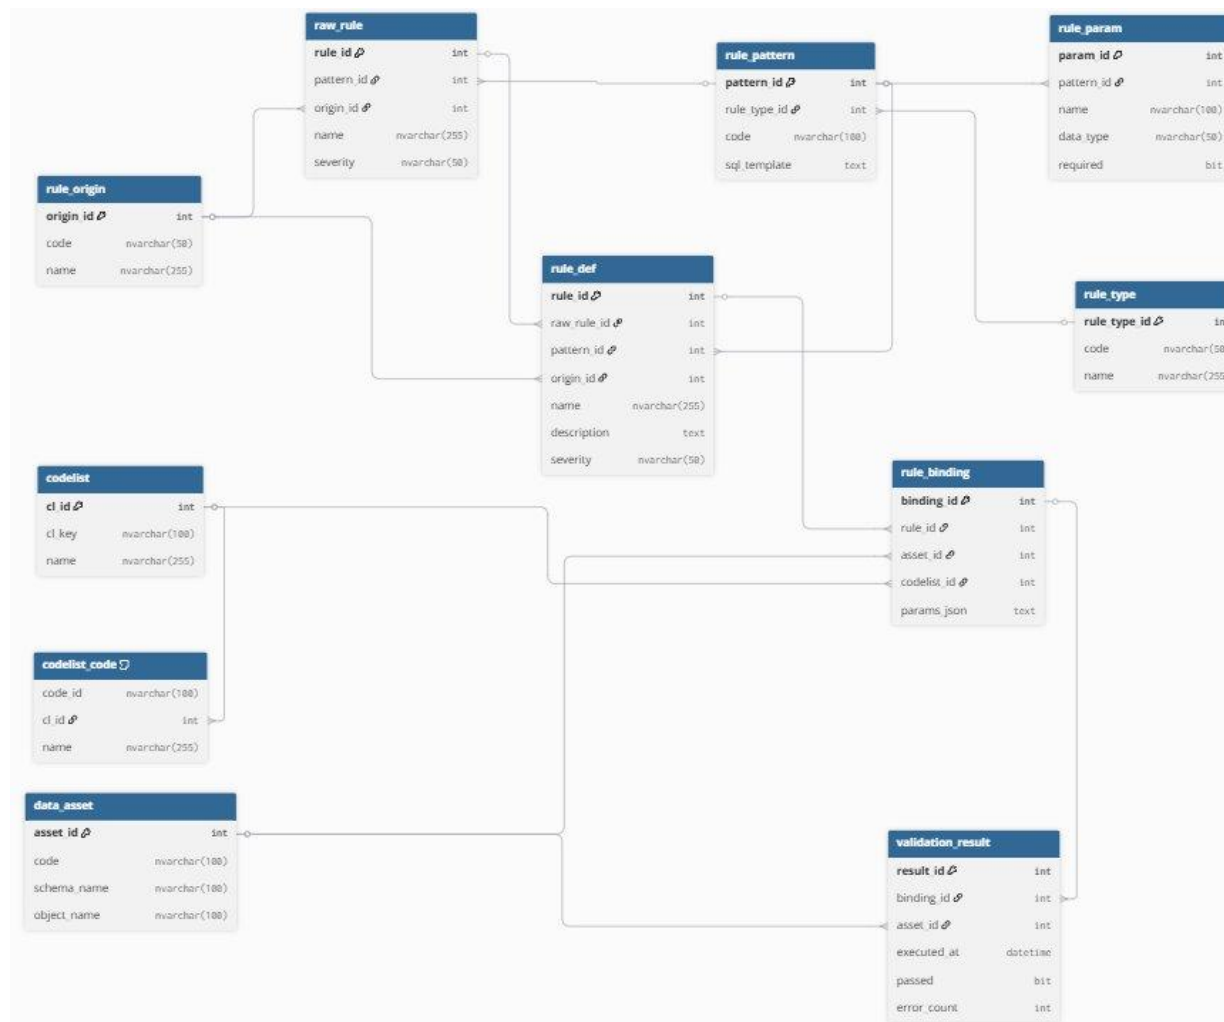 raw_rule
rule_id int
pattern_id int
origin_id int
name nvarchar(255)
severity nvarchar(50)
rule_pattern
pattern_id int
rule_type_id int
code nvarchar(100)
sql_template text
rule_param
param_id int
pattern_id int
name nvarchar(100)
data_type nvarchar(50)
required bit
rule_origin
origin_id int
code nvarchar(50)
name nvarchar(255)
rule_def
rule_id int
raw_rule_id int
pattern_id int
origin_id int
name nvarchar(255)
description text
severity nvarchar(50)
rule_type
rule_type_id in
code nvarchar(50
name nvarchar(255
codelist
cl_id int
cl_key nvarchar(100)
name nvarchar(255)
rule_binding
binding_id int
rule_id int
asset_id int
codelist_id int
params_json text
codelist_code
code_id nvarchar(100)
cl_id int
name nvarchar(255)
data_asset
asset_id int
code nvarchar(100)
schema_name nvarchar(100)
object_name nvarchar(100)
validation_result
result_id int
binding_id int
asset_id int
executed_at datetime
passed bit
error_count int